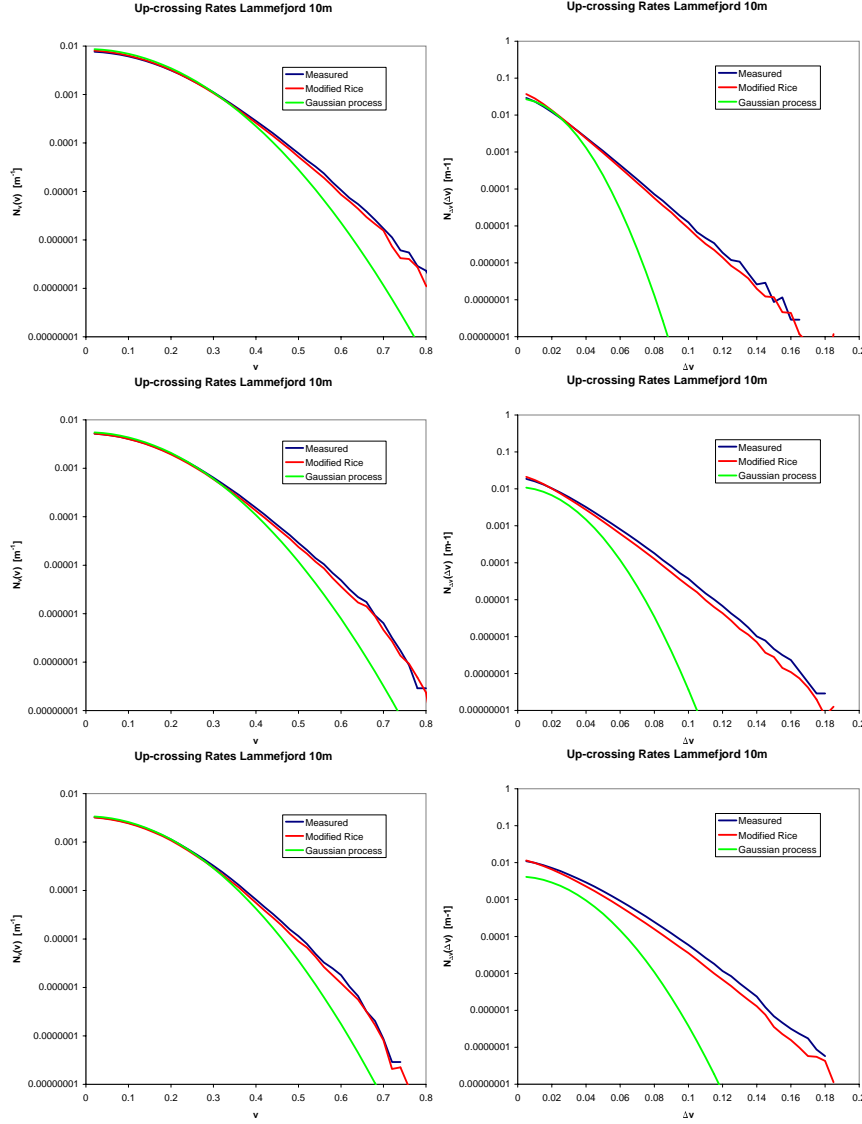 Up-crossing Rates Lammefjord 10m
0.01
0.001
0.0001
0.00001
0.000001
0.0000001
0.00000001
Nᵥ(v) [m⁻¹]
Measured
Modified Rice
Gaussian process
0 0.1 0.2 0.3 0.4 0.5 0.6 0.7 0.8
v
Up-crossing Rates Lammefjord 10m
1
0.1
0.01
0.001
0.0001
0.00001
0.000001
0.0000001
0.00000001
N_Δv(Δv) [m-1]
Measured
Modified Rice
Gaussian process
0 0.02 0.04 0.06 0.08 0.1 0.12 0.14 0.16 0.18 0.2
Δv
Up-crossing Rates Lammefjord 10m
0.01
0.001
0.0001
0.00001
0.000001
0.0000001
0.00000001
Nᵥ(v) [m⁻¹]
Measured
Modified Rice
Gaussian process
0 0.1 0.2 0.3 0.4 0.5 0.6 0.7 0.8
v
Up-crossing Rates Lammefjord 10m
1
0.1
0.01
0.001
0.0001
0.00001
0.000001
0.0000001
0.00000001
N_Δv(Δv) [m-1]
Measured
Modified Rice
Gaussian process
0 0.02 0.04 0.06 0.08 0.1 0.12 0.14 0.16 0.18 0.2
Δv
Up-crossing Rates Lammefjord 10m
0.01
0.001
0.0001
0.00001
0.000001
0.0000001
0.00000001
Nᵥ(v) [m⁻¹]
Measured
Modified Rice
Gaussian process
0 0.1 0.2 0.3 0.4 0.5 0.6 0.7 0.8
v
Up-crossing Rates Lammefjord 10m
1
0.1
0.01
0.001
0.0001
0.00001
0.000001
0.0000001
0.00000001
N_Δv(Δv) [m-1]
Measured
Modified Rice
Gaussian process
0 0.02 0.04 0.06 0.08 0.1 0.12 0.14 0.16 0.18 0.2
Δv